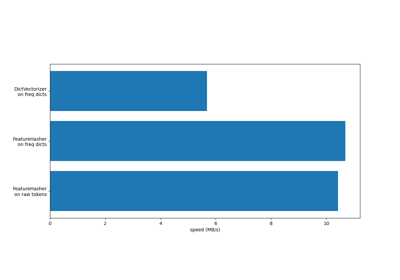 DictVectorizer
on freq dicts
FeatureHasher
on freq dicts
FeatureHasher
on raw tokens
0 2 4 6 8 10
speed (MB/s)